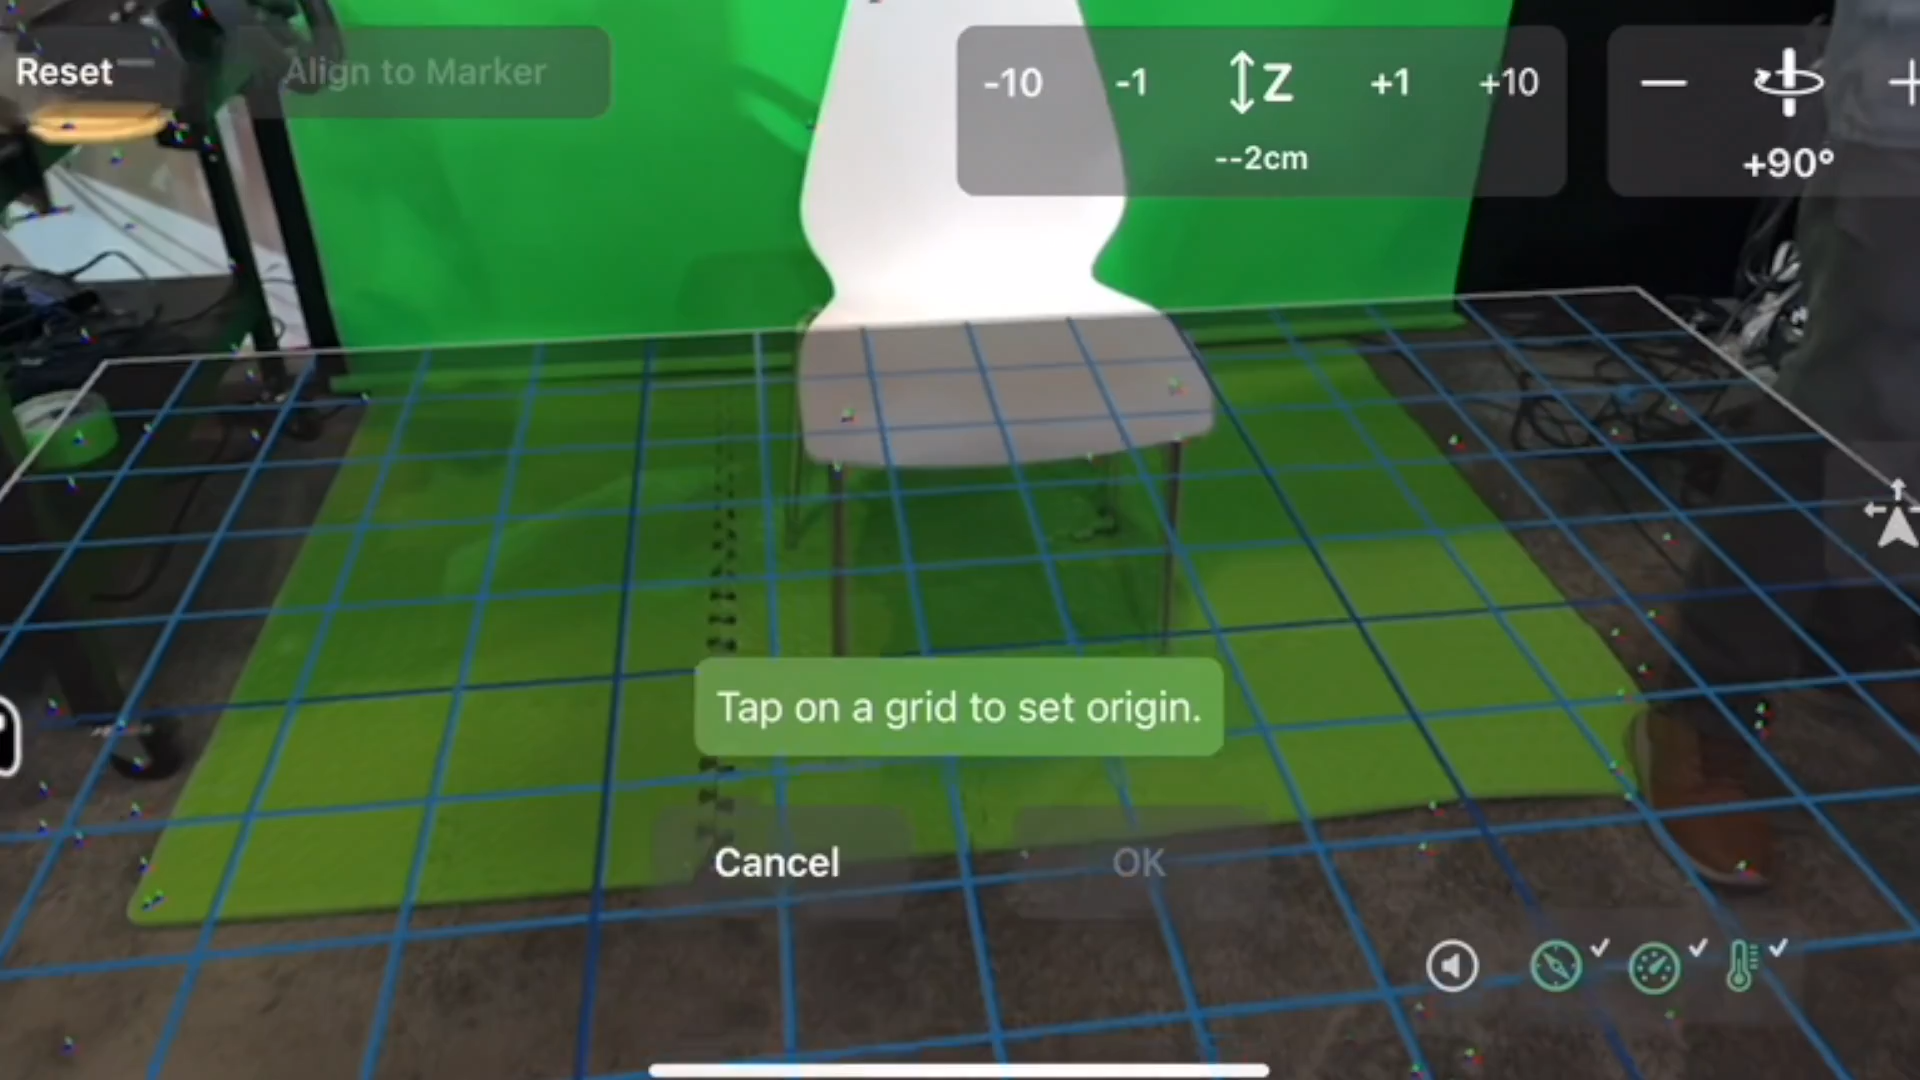 Reset
Align to Marker
-10 -1 Z +1 +10
--2cm
+90°
Tap on a grid to set origin.
Cancel
OK